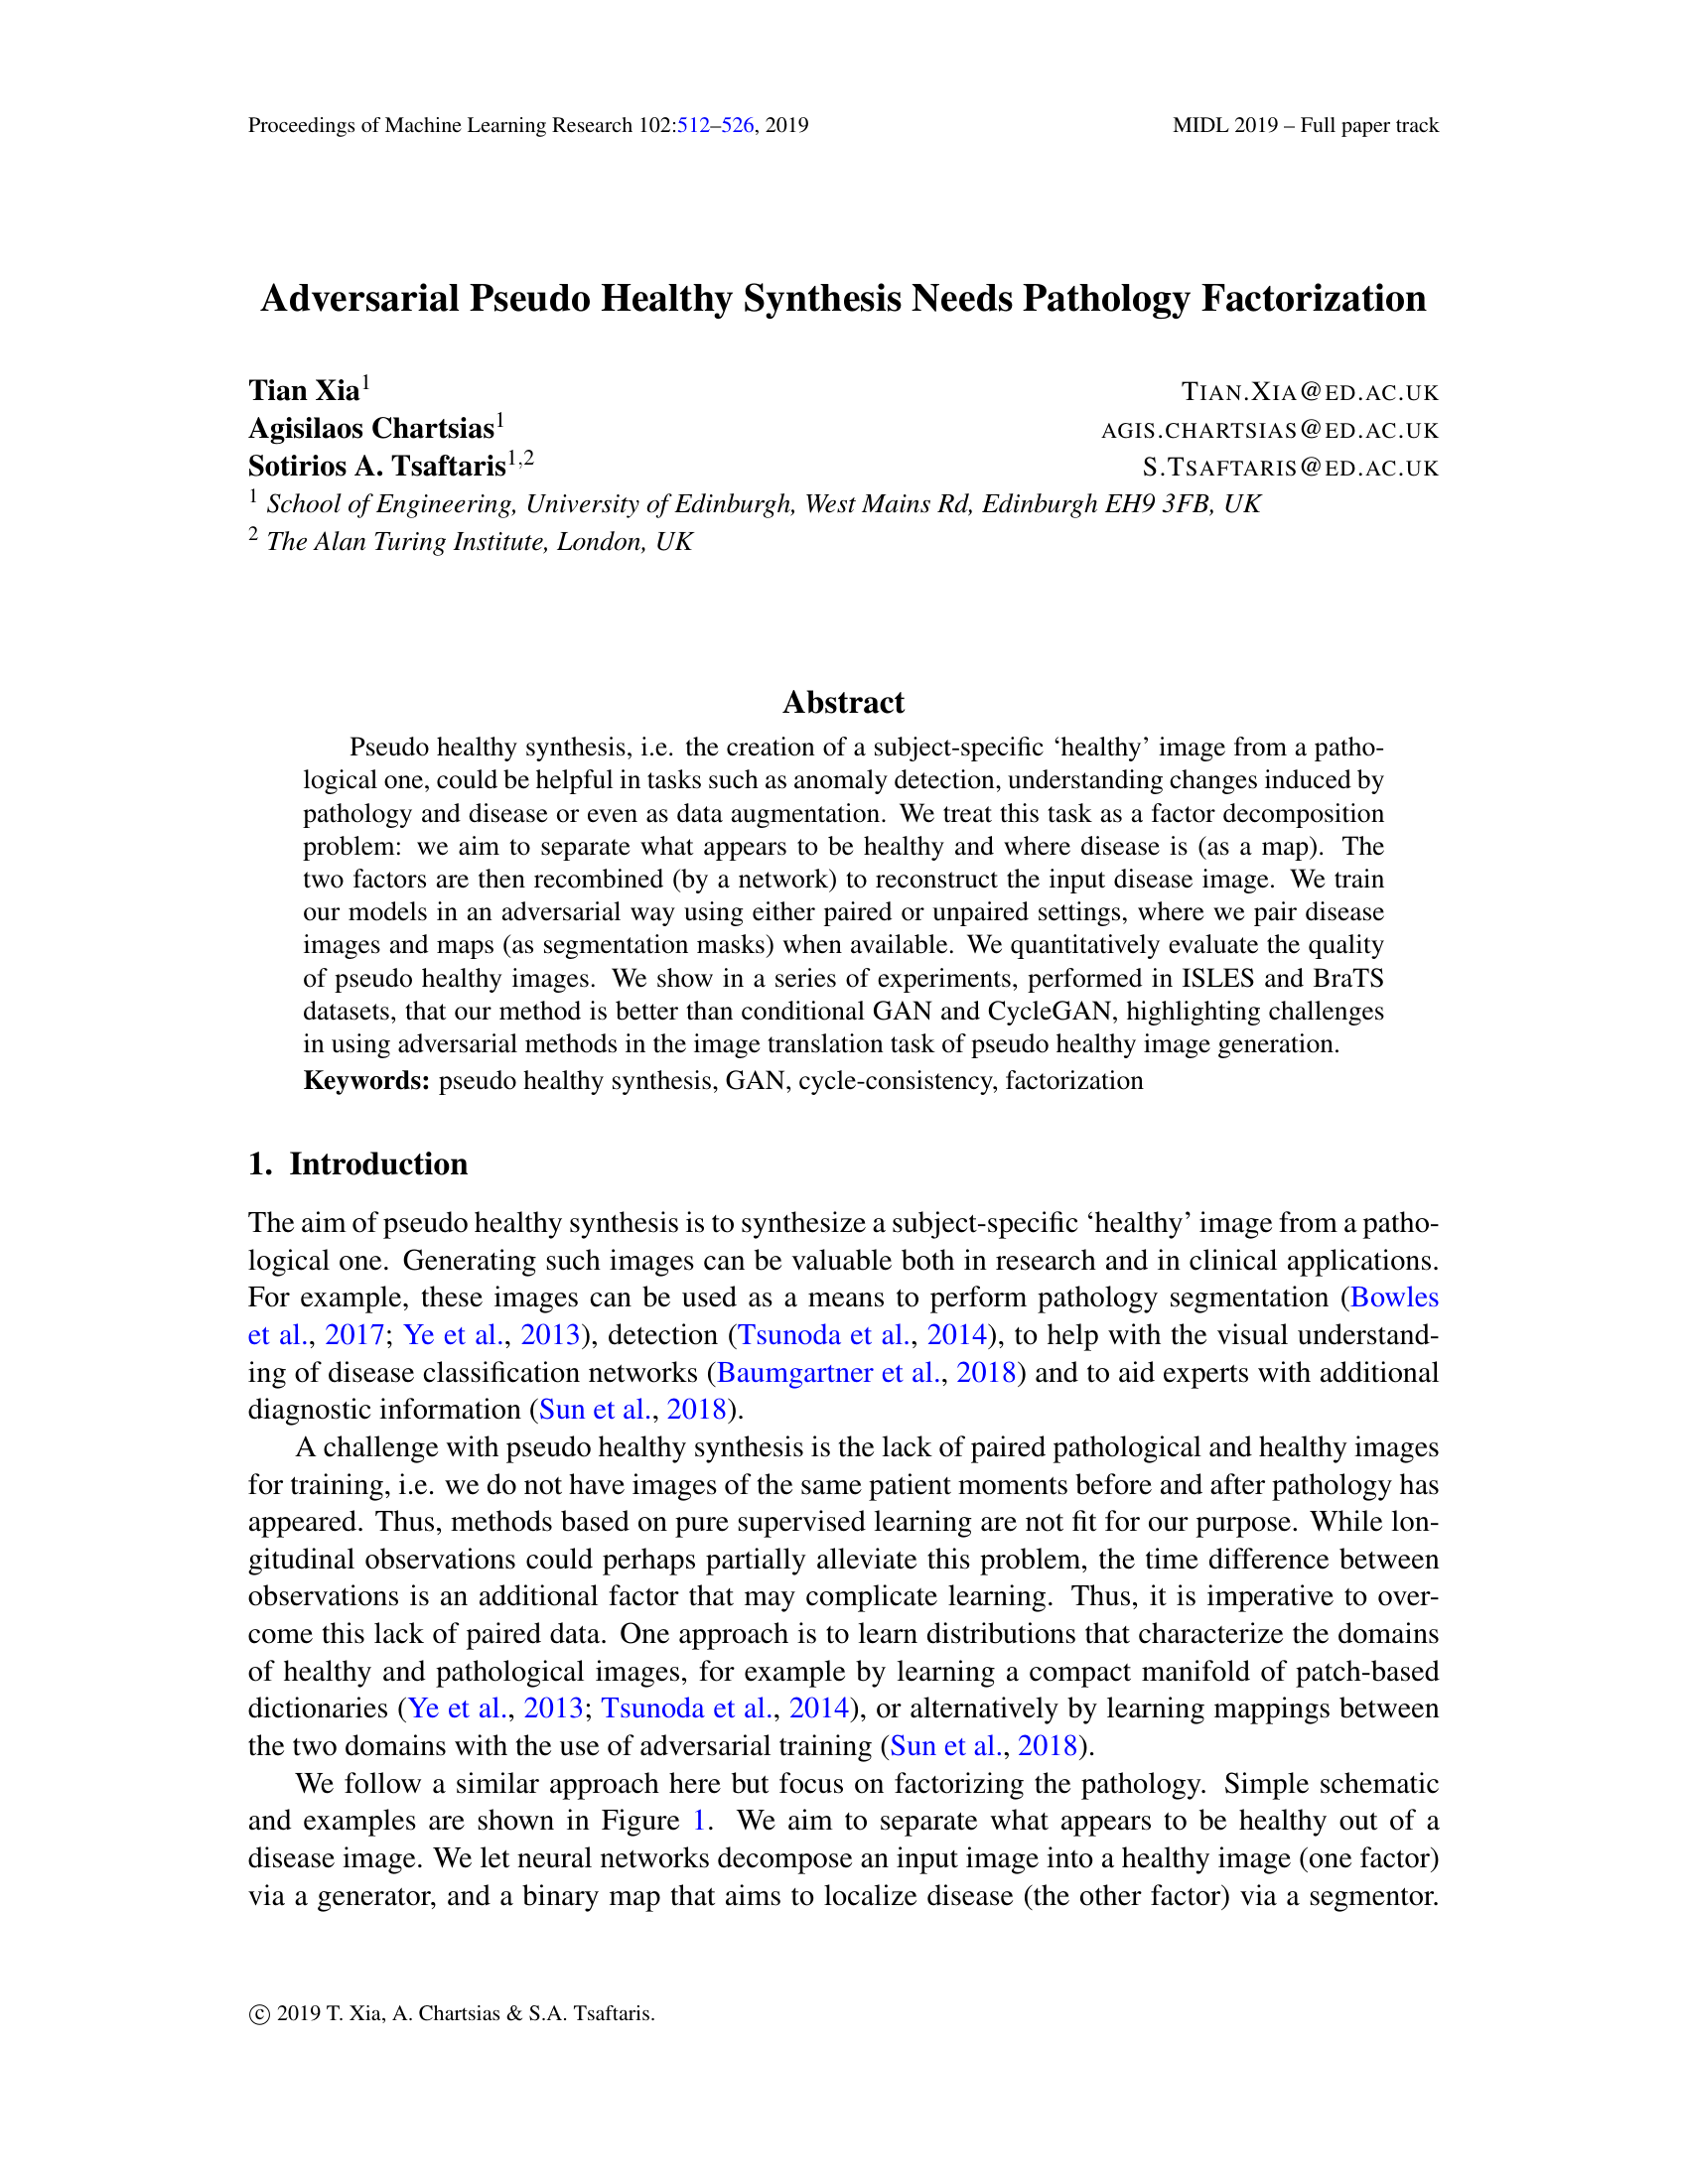 Proceedings of Machine Learning Research 102:512–526, 2019 MIDL 2019 – Full paper track
Adversarial Pseudo Healthy Synthesis Needs Pathology Factorization
Tian Xia1 TIAN.XIA@ED.AC.UK
Agisilaos Chartsias1 AGIS.CHARTSIAS@ED.AC.UK
Sotirios A. Tsaftaris1,2 S.TSAFTARIS@ED.AC.UK
1 School of Engineering, University of Edinburgh, West Mains Rd, Edinburgh EH9 3FB, UK
2 The Alan Turing Institute, London, UK
Abstract
Pseudo healthy synthesis, i.e. the creation of a subject-specific ‘healthy’ image from a patho-
logical one, could be helpful in tasks such as anomaly detection, understanding changes induced by
pathology and disease or even as data augmentation. We treat this task as a factor decomposition
problem: we aim to separate what appears to be healthy and where disease is (as a map). The
two factors are then recombined (by a network) to reconstruct the input disease image. We train
our models in an adversarial way using either paired or unpaired settings, where we pair disease
images and maps (as segmentation masks) when available. We quantitatively evaluate the quality
of pseudo healthy images. We show in a series of experiments, performed in ISLES and BraTS
datasets, that our method is better than conditional GAN and CycleGAN, highlighting challenges
in using adversarial methods in the image translation task of pseudo healthy image generation.
Keywords: pseudo healthy synthesis, GAN, cycle-consistency, factorization
1. Introduction
The aim of pseudo healthy synthesis is to synthesize a subject-specific ‘healthy’ image from a patho-
logical one. Generating such images can be valuable both in research and in clinical applications.
For example, these images can be used as a means to perform pathology segmentation (Bowles
et al., 2017; Ye et al., 2013), detection (Tsunoda et al., 2014), to help with the visual understand-
ing of disease classification networks (Baumgartner et al., 2018) and to aid experts with additional
diagnostic information (Sun et al., 2018).
A challenge with pseudo healthy synthesis is the lack of paired pathological and healthy images
for training, i.e. we do not have images of the same patient moments before and after pathology has
appeared. Thus, methods based on pure supervised learning are not fit for our purpose. While lon-
gitudinal observations could perhaps partially alleviate this problem, the time difference between
observations is an additional factor that may complicate learning. Thus, it is imperative to over-
come this lack of paired data. One approach is to learn distributions that characterize the domains
of healthy and pathological images, for example by learning a compact manifold of patch-based
dictionaries (Ye et al., 2013; Tsunoda et al., 2014), or alternatively by learning mappings between
the two domains with the use of adversarial training (Sun et al., 2018).
We follow a similar approach here but focus on factorizing the pathology. Simple schematic
and examples are shown in Figure 1. We aim to separate what appears to be healthy out of a
disease image. We let neural networks decompose an input image into a healthy image (one factor)
via a generator, and a binary map that aims to localize disease (the other factor) via a segmentor.
© 2019 T. Xia, A. Chartsias & S.A. Tsaftaris.